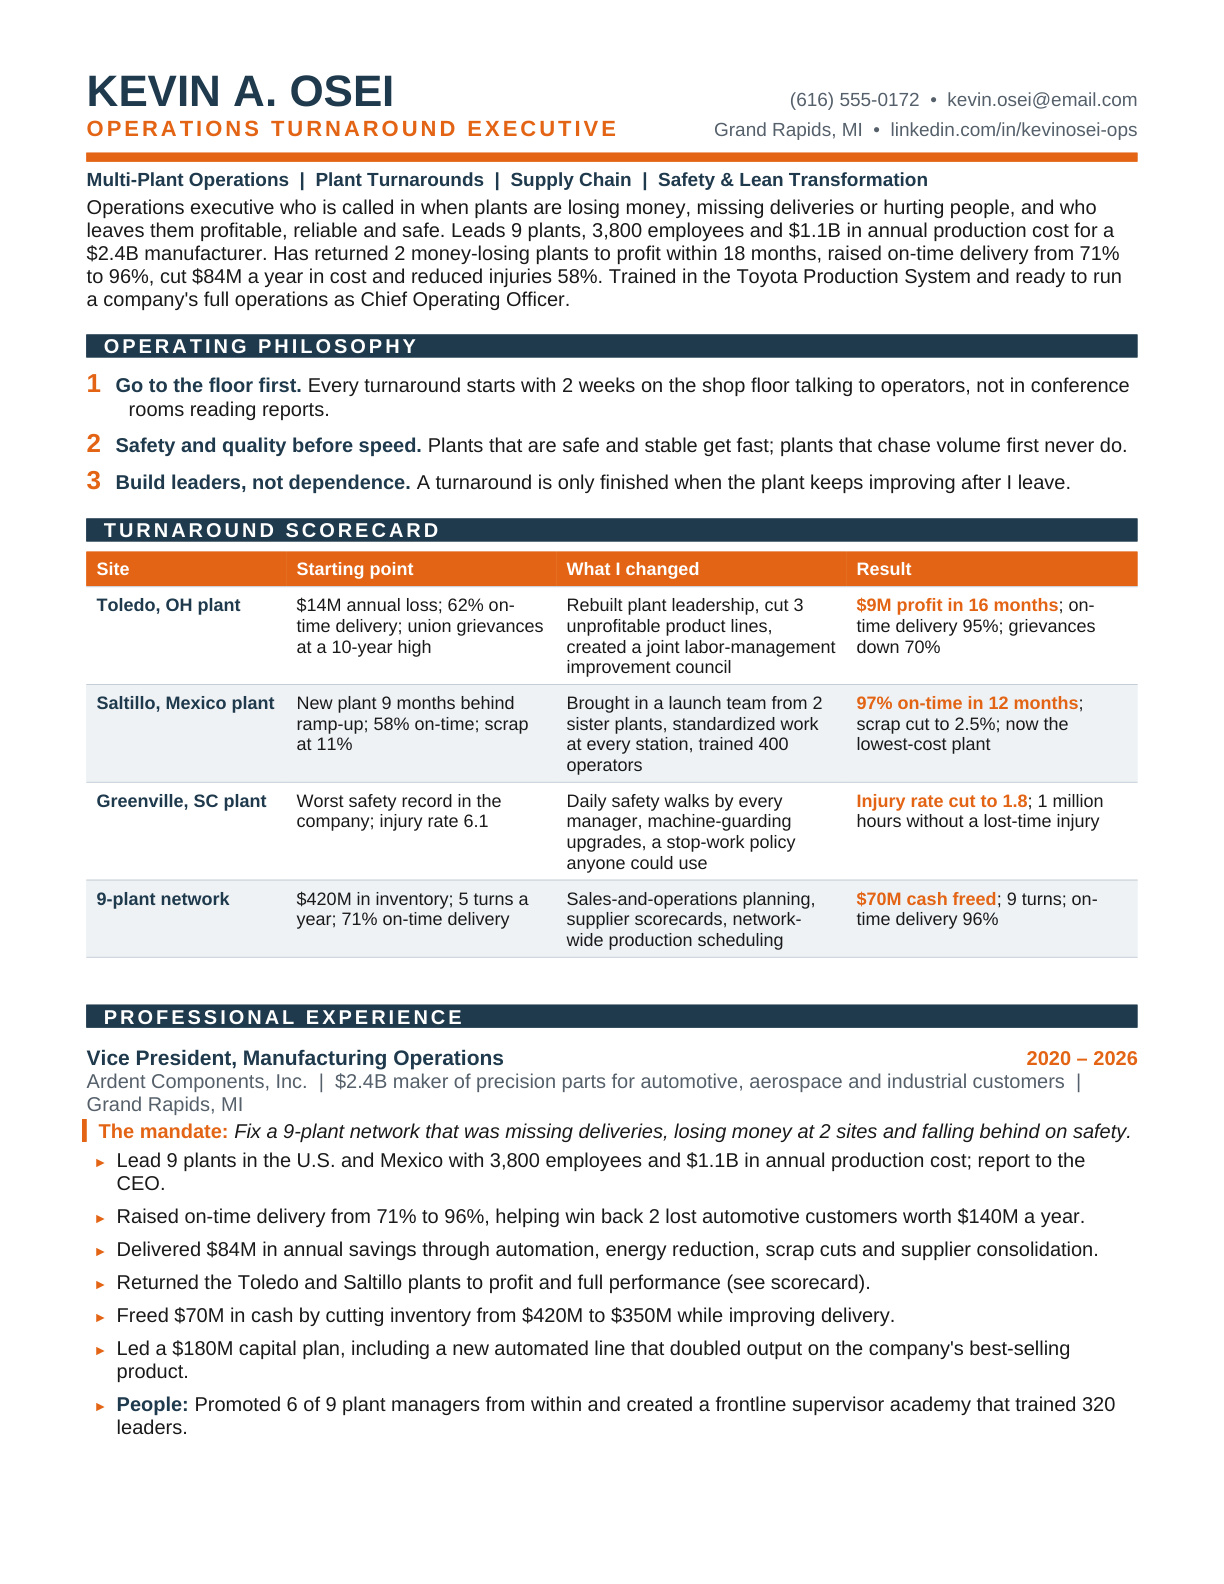 KEVIN A. OSEI
(616) 555-0172 • kevin.osei@email.com
OPERATIONS TURNAROUND EXECUTIVE
Grand Rapids, MI • linkedin.com/in/kevinosei-ops
Multi-Plant Operations | Plant Turnarounds | Supply Chain | Safety & Lean Transformation
Operations executive who is called in when plants are losing money, missing deliveries or hurting people, and who
leaves them profitable, reliable and safe. Leads 9 plants, 3,800 employees and $1.1B in annual production cost for a
$2.4B manufacturer. Has returned 2 money-losing plants to profit within 18 months, raised on-time delivery from 71%
to 96%, cut $84M a year in cost and reduced injuries 58%. Trained in the Toyota Production System and ready to run
a company's full operations as Chief Operating Officer.
OPERATING PHILOSOPHY
1 Go to the floor first. Every turnaround starts with 2 weeks on the shop floor talking to operators, not in conference
rooms reading reports.
2 Safety and quality before speed. Plants that are safe and stable get fast; plants that chase volume first never do.
3 Build leaders, not dependence. A turnaround is only finished when the plant keeps improving after I leave.
TURNAROUND SCORECARD
Site
Starting point
What I changed
Result
Toledo, OH plant
$14M annual loss; 62% on-
time delivery; union grievances
at a 10-year high
Rebuilt plant leadership, cut 3
unprofitable product lines,
created a joint labor-management
improvement council
$9M profit in 16 months; on-
time delivery 95%; grievances
down 70%
Saltillo, Mexico plant
New plant 9 months behind
ramp-up; 58% on-time; scrap
at 11%
Brought in a launch team from 2
sister plants, standardized work
at every station, trained 400
operators
97% on-time in 12 months;
scrap cut to 2.5%; now the
lowest-cost plant
Greenville, SC plant
Worst safety record in the
company; injury rate 6.1
Daily safety walks by every
manager, machine-guarding
upgrades, a stop-work policy
anyone could use
Injury rate cut to 1.8; 1 million
hours without a lost-time injury
9-plant network
$420M in inventory; 5 turns a
year; 71% on-time delivery
Sales-and-operations planning,
supplier scorecards, network-
wide production scheduling
$70M cash freed; 9 turns; on-
time delivery 96%
PROFESSIONAL EXPERIENCE
Vice President, Manufacturing Operations
2020 – 2026
Ardent Components, Inc. | $2.4B maker of precision parts for automotive, aerospace and industrial customers |
Grand Rapids, MI
The mandate: Fix a 9-plant network that was missing deliveries, losing money at 2 sites and falling behind on safety.
▸ Lead 9 plants in the U.S. and Mexico with 3,800 employees and $1.1B in annual production cost; report to the
CEO.
▸ Raised on-time delivery from 71% to 96%, helping win back 2 lost automotive customers worth $140M a year.
▸ Delivered $84M in annual savings through automation, energy reduction, scrap cuts and supplier consolidation.
▸ Returned the Toledo and Saltillo plants to profit and full performance (see scorecard).
▸ Freed $70M in cash by cutting inventory from $420M to $350M while improving delivery.
▸ Led a $180M capital plan, including a new automated line that doubled output on the company's best-selling
product.
▸ People: Promoted 6 of 9 plant managers from within and created a frontline supervisor academy that trained 320
leaders.